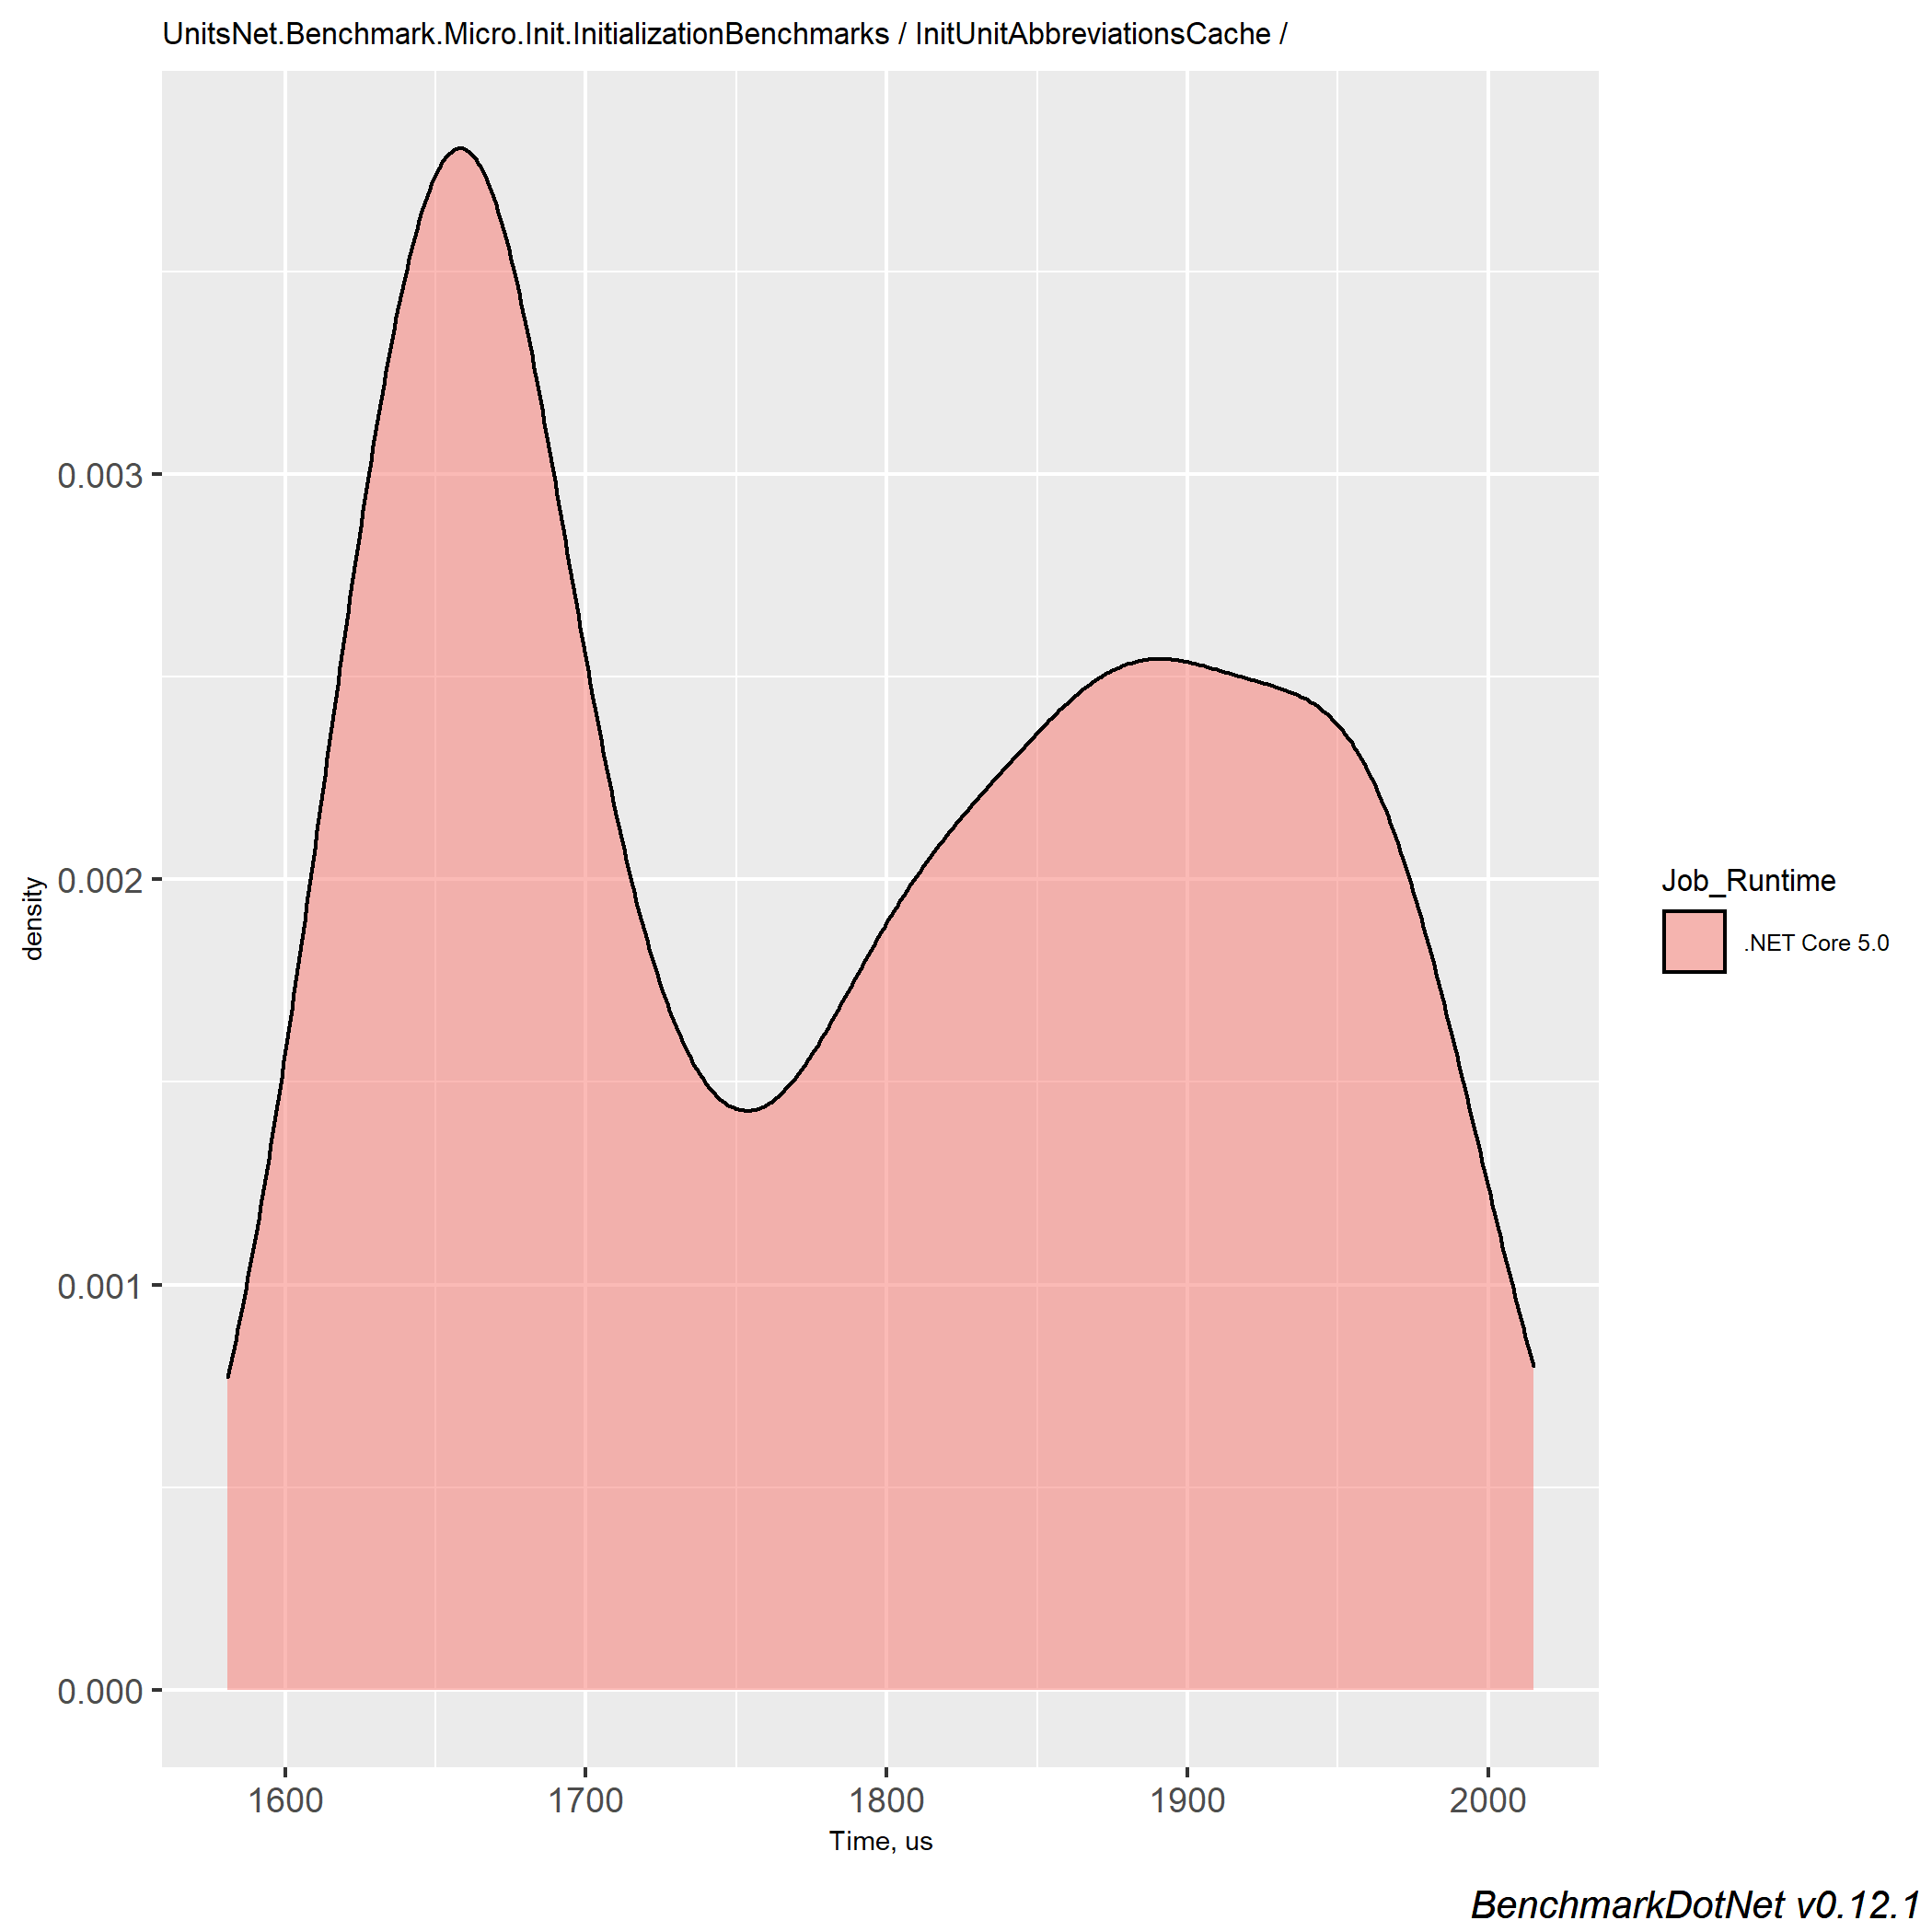 UnitsNet.Benchmark.Micro.Init.InitializationBenchmarks / InitUnitAbbreviationsCache /
density
0.003
0.002
0.001
0.000
1600 1700 1800 1900 2000
Time, us
Job_Runtime
.NET Core 5.0
BenchmarkDotNet v0.12.1